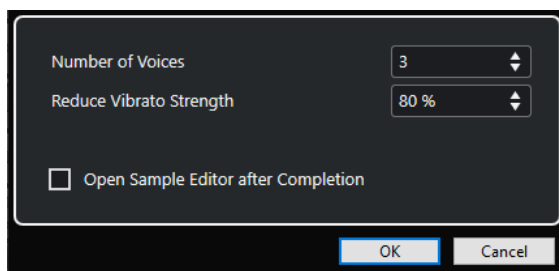 Number of Voices 3
Reduce Vibrato Strength 80 %
Open Sample Editor after Completion
OK Cancel